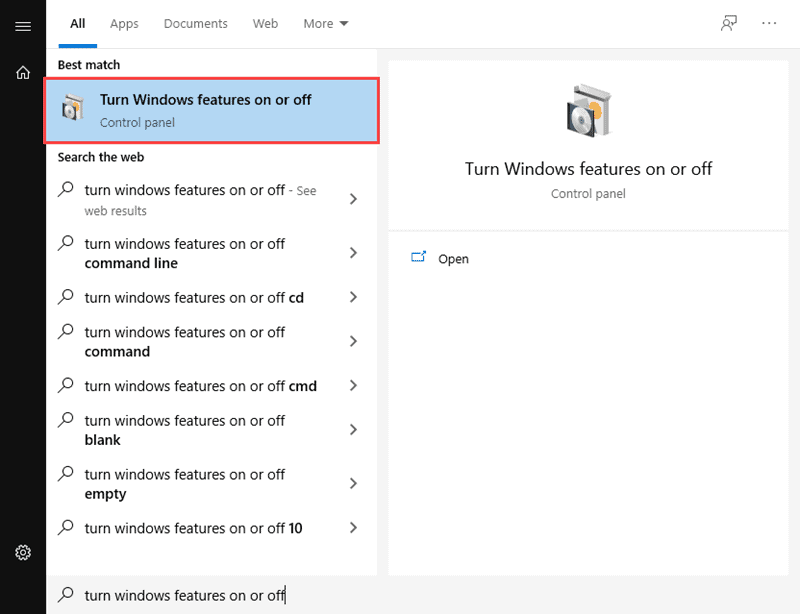 All Apps Documents Web More
Best match
Turn Windows features on or off
Control panel
Search the web
turn windows features on or off - See
web results
turn windows features on or off
command line
turn windows features on or off cd
turn windows features on or off
command
turn windows features on or off cmd
turn windows features on or off
blank
turn windows features on or off
empty
turn windows features on or off 10
Turn Windows features on or off
Control panel
Open
turn windows features on or off